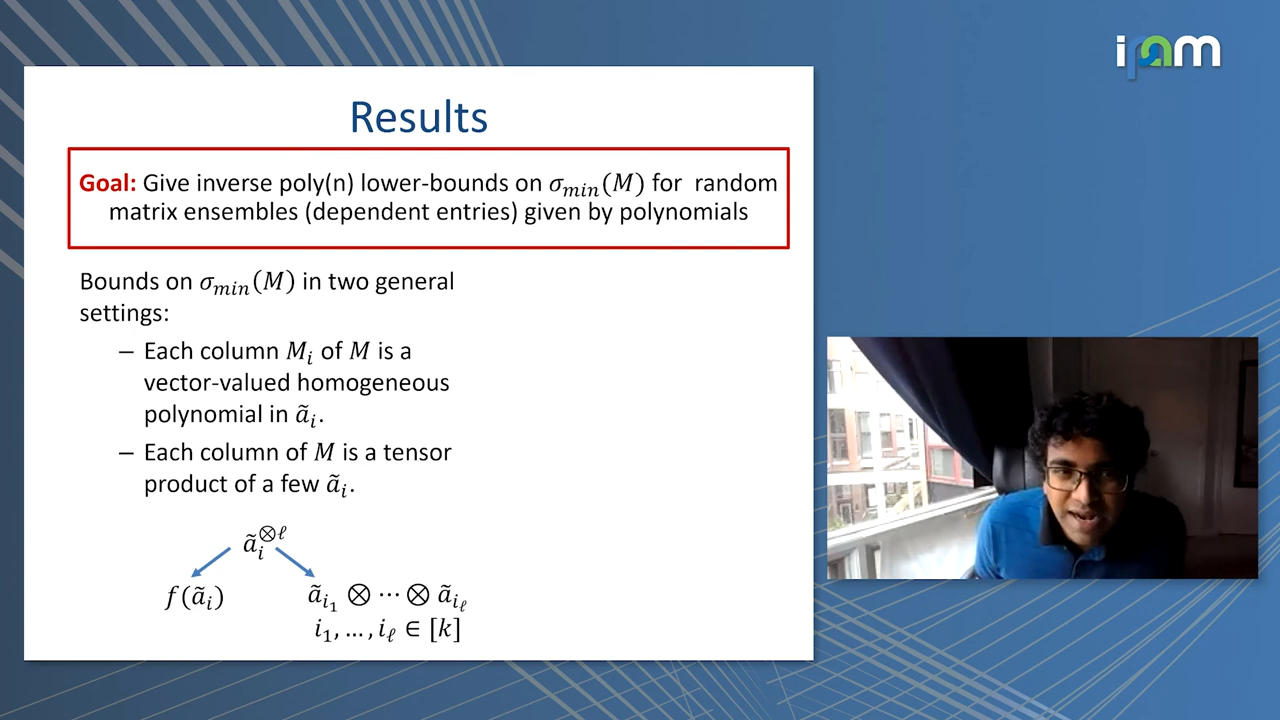 ipam
Results
Goal: Give inverse poly(n) lower-bounds on σ_min(M) for random
matrix ensembles (dependent entries) given by polynomials
Bounds on σ_min(M) in two general
settings:
– Each column M_i of M is a
vector-valued homogeneous
polynomial in ã_i.
– Each column of M is a tensor
product of a few ã_i.
ã_i^{⊗ℓ}
f(ã_i)
ã_{i_1} ⊗ ⋯ ⊗ ã_{i_ℓ}
i_1, … , i_ℓ ∈ [k]